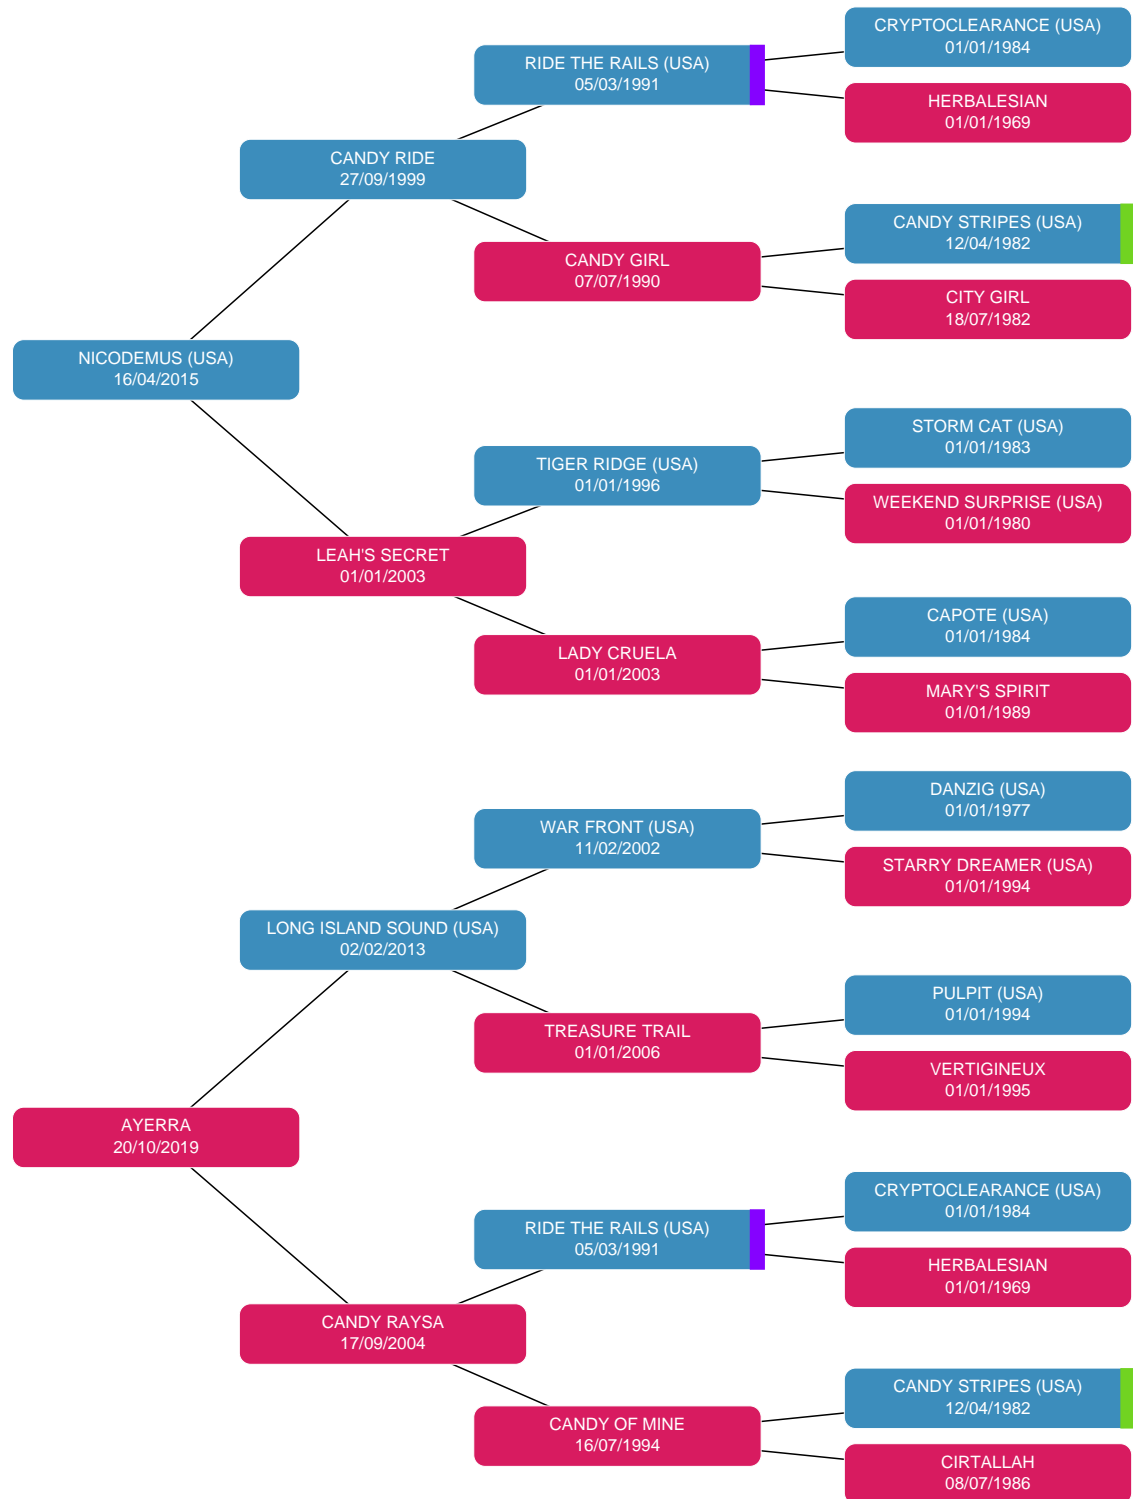 CRYPTOCLEARANCE (USA)
01/01/1984
RIDE THE RAILS (USA)
05/03/1991
HERBALESIAN
01/01/1969
CANDY RIDE
27/09/1999
CANDY STRIPES (USA)
12/04/1982
CANDY GIRL
07/07/1990
CITY GIRL
18/07/1982
NICODEMUS (USA)
16/04/2015
STORM CAT (USA)
01/01/1983
TIGER RIDGE (USA)
01/01/1996
WEEKEND SURPRISE (USA)
01/01/1980
LEAH'S SECRET
01/01/2003
CAPOTE (USA)
01/01/1984
LADY CRUELA
01/01/2003
MARY'S SPIRIT
01/01/1989
DANZIG (USA)
01/01/1977
WAR FRONT (USA)
11/02/2002
STARRY DREAMER (USA)
01/01/1994
LONG ISLAND SOUND (USA)
02/02/2013
PULPIT (USA)
01/01/1994
TREASURE TRAIL
01/01/2006
VERTIGINEUX
01/01/1995
AYERRA
20/10/2019
CRYPTOCLEARANCE (USA)
01/01/1984
RIDE THE RAILS (USA)
05/03/1991
HERBALESIAN
01/01/1969
CANDY RAYSA
17/09/2004
CANDY STRIPES (USA)
12/04/1982
CANDY OF MINE
16/07/1994
CIRTALLAH
08/07/1986